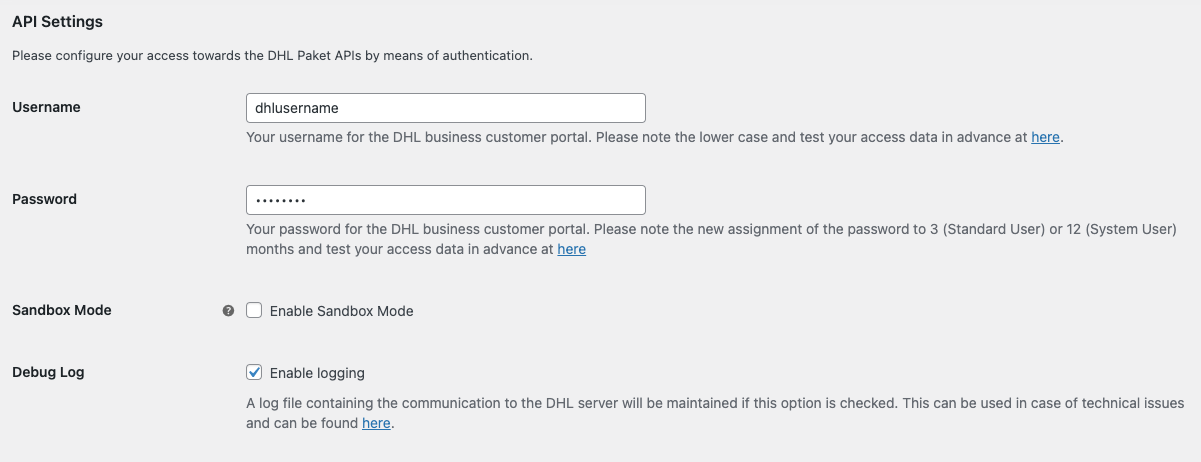 API Settings
Please configure your access towards the DHL Paket APIs by means of authentication.
Username
dhlusername
Your username for the DHL business customer portal. Please note the lower case and test your access data in advance at here.
Password
••••••••
Your password for the DHL business customer portal. Please note the new assignment of the password to 3 (Standard User) or 12 (System User)
months and test your access data in advance at here
Sandbox Mode
? Enable Sandbox Mode
Debug Log
Enable logging
A log file containing the communication to the DHL server will be maintained if this option is checked. This can be used in case of technical issues
and can be found here.